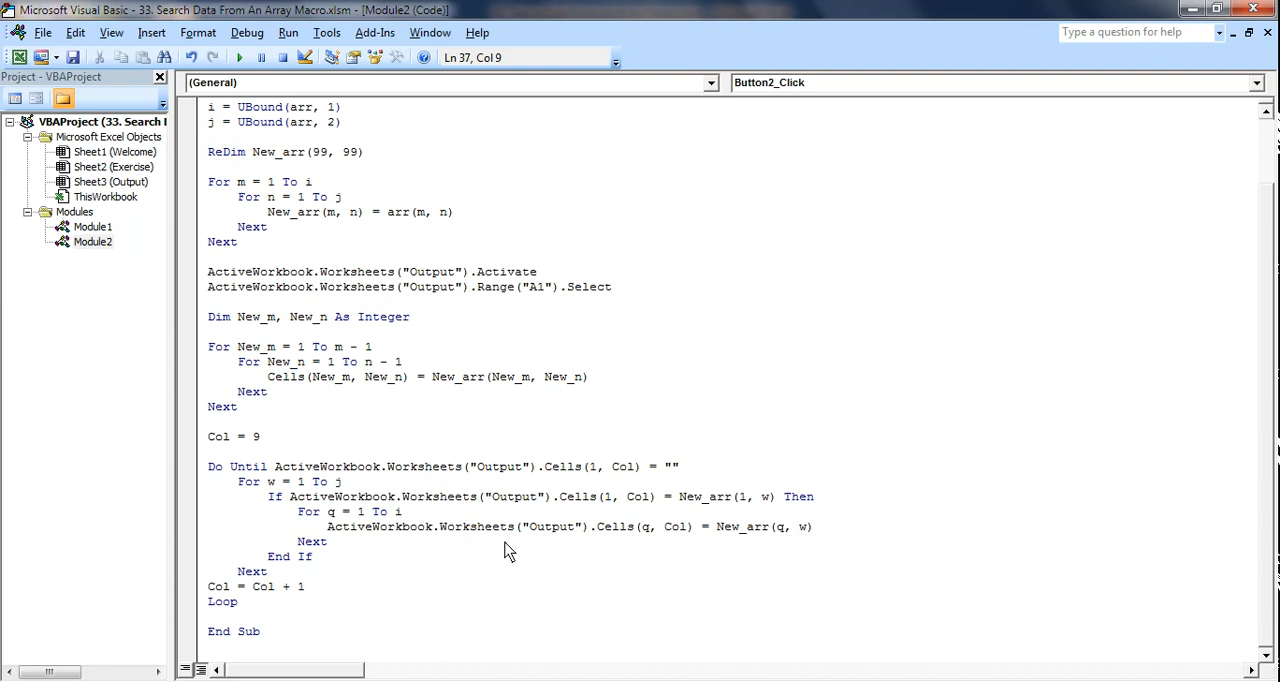 Microsoft Visual Basic - 33. Search Data From An Array Macro.xlsm - [Module2 (Code)]
File Edit View Insert Format Debug Run Tools Add-Ins Window Help
Type a question for help
Ln 37, Col 9
Project - VBAProject
(General)
Button2_Click
VBAProject (33. Search I
Microsoft Excel Objects
Sheet1 (Welcome)
Sheet2 (Exercise)
Sheet3 (Output)
ThisWorkbook
Modules
Module1
Module2
i = UBound(arr, 1)
j = UBound(arr, 2)
ReDim New_arr(99, 99)
For m = 1 To i
For n = 1 To j
New_arr(m, n) = arr(m, n)
Next
Next
ActiveWorkbook.Worksheets("Output").Activate
ActiveWorkbook.Worksheets("Output").Range("A1").Select
Dim New_m, New_n As Integer
For New_m = 1 To m - 1
For New_n = 1 To n - 1
Cells(New_m, New_n) = New_arr(New_m, New_n)
Next
Next
Col = 9
Do Until ActiveWorkbook.Worksheets("Output").Cells(1, Col) = ""
For w = 1 To j
If ActiveWorkbook.Worksheets("Output").Cells(1, Col) = New_arr(1, w) Then
For q = 1 To i
ActiveWorkbook.Worksheets("Output").Cells(q, Col) = New_arr(q, w)
Next
End If
Next
Col = Col + 1
Loop
End Sub